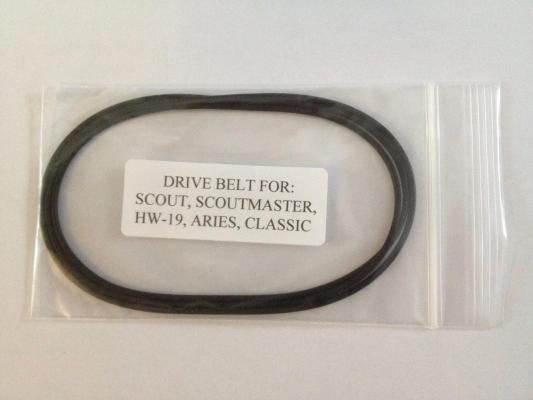 DRIVE BELT FOR:
SCOUT, SCOUTMASTER,
HW-19, ARIES, CLASSIC